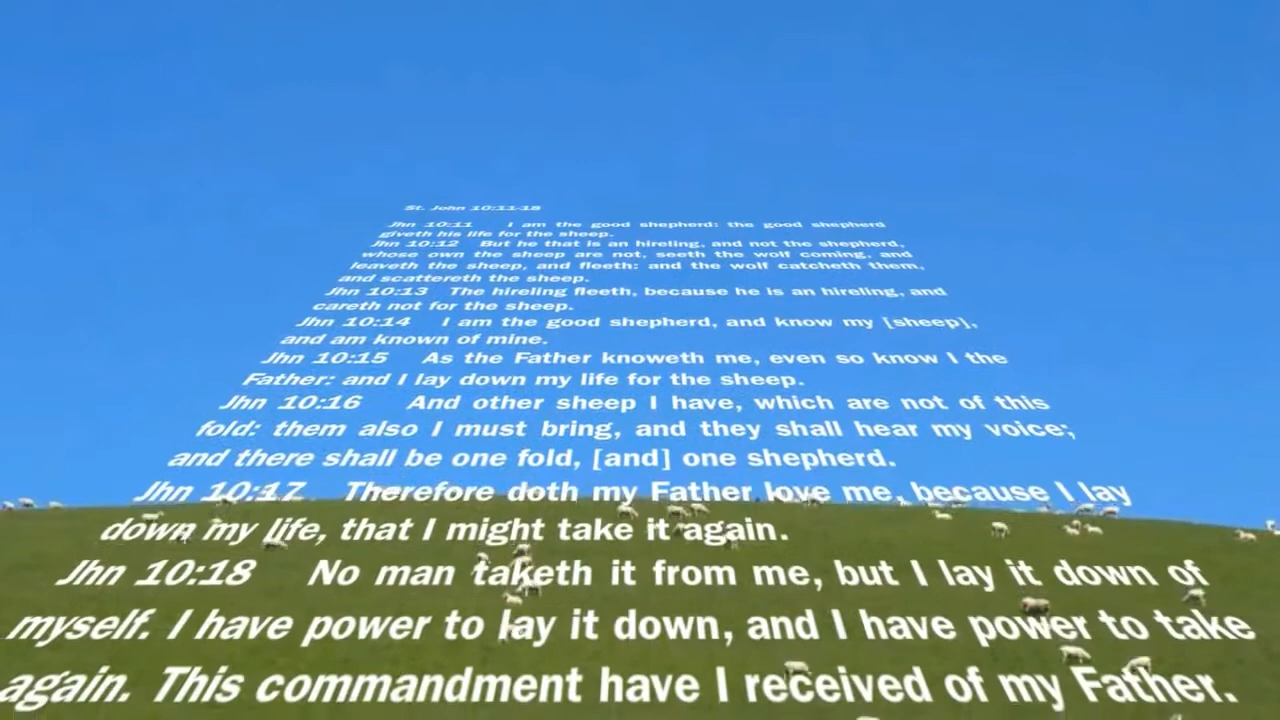 St. John 10:11-18
Jhn 10:11 I am the good shepherd: the good shepherd
giveth his life for the sheep.
Jhn 10:12 But he that is an hireling, and not the shepherd,
whose own the sheep are not, seeth the wolf coming, and
leaveth the sheep, and fleeth: and the wolf catcheth them,
and scattereth the sheep.
Jhn 10:13 The hireling fleeth, because he is an hireling, and
careth not for the sheep.
Jhn 10:14 I am the good shepherd, and know my [sheep],
and am known of mine.
Jhn 10:15 As the Father knoweth me, even so know I the
Father: and I lay down my life for the sheep.
Jhn 10:16 And other sheep I have, which are not of this
fold: them also I must bring, and they shall hear my voice;
and there shall be one fold, [and] one shepherd.
Jhn 10:17 Therefore doth my Father love me, because I lay
down my life, that I might take it again.
Jhn 10:18 No man taketh it from me, but I lay it down of
myself. I have power to lay it down, and I have power to take
again. This commandment have I received of my Father.